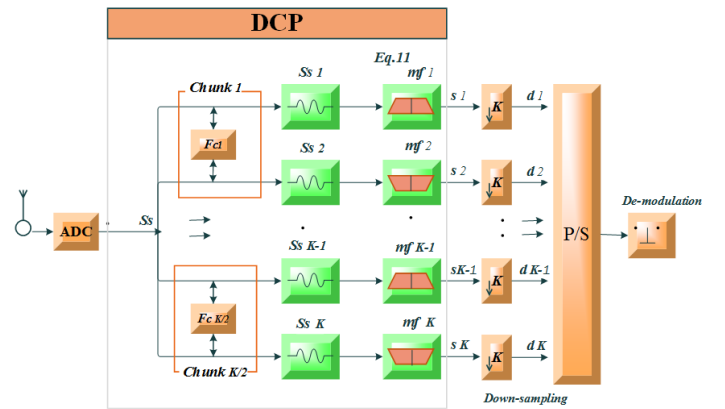 DCP
Eq.11
Chunk 1
Ss 1
mf 1
s 1
K
d 1
Fc1
Ss 2
mf 2
s 2
K
d 2
De-modulation
ADC
Ss
P/S
Ss K-1
mf K-1
sK-1
K
d K-1
Fc K/2
Ss K
mf K
s K
K
d K
Chunk K/2
Down-sampling